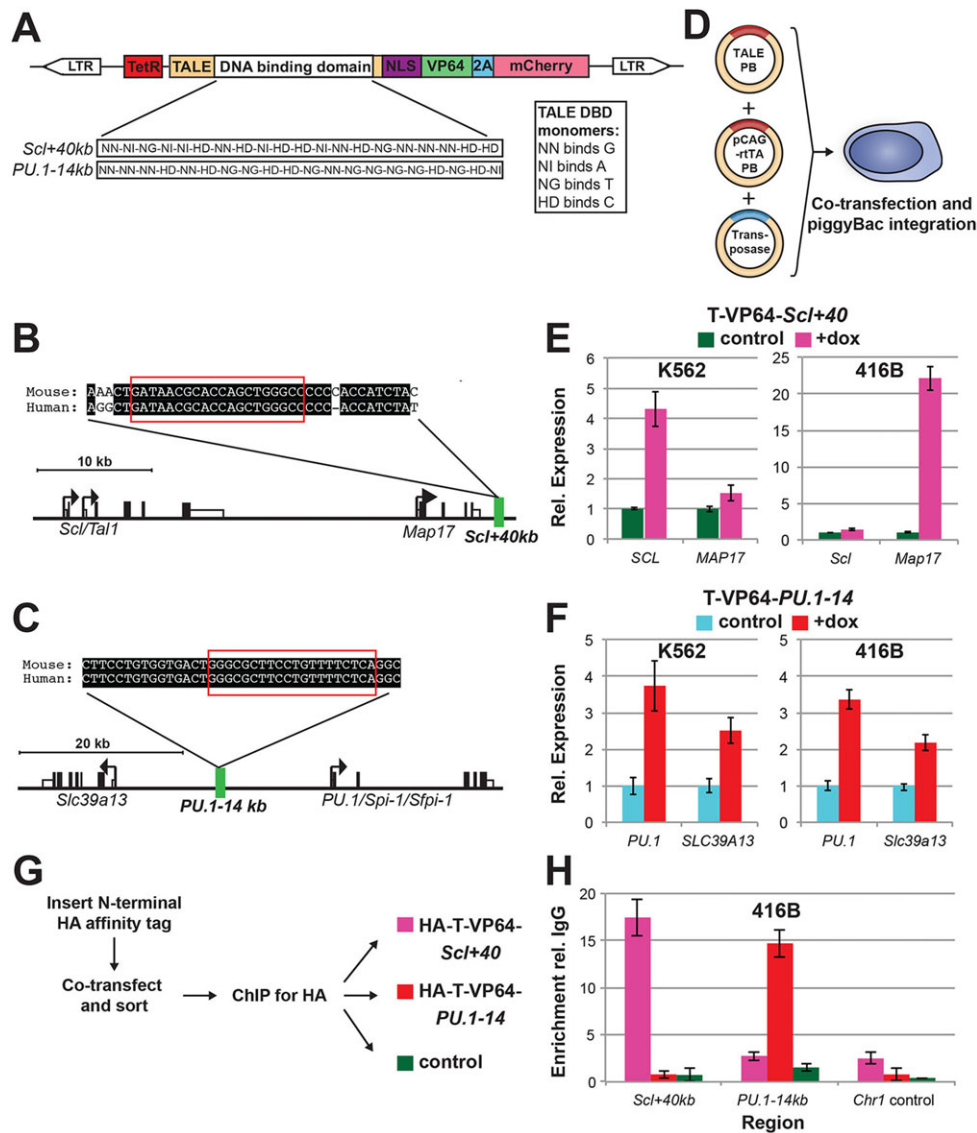 A
LTR
TetR
TALE
DNA binding domain
NLS
VP64
2A
mCherry
LTR
Scl+40kb
NN-NI-NG-NI-NI-HD-NN-HD-NI-HD-HD-NI-NN-HD-NG-NN-NN-NN-HD-HD
PU.1-14kb
NN-NN-NN-HD-NN-HD-NG-NG-HD-HD-NG-NN-NG-NG-NG-NG-HD-NG-HD-NI
TALE DBD
monomers:
NN binds G
NI binds A
NG binds T
HD binds C
D
TALE
PB
+
pCAG
-rtTA
PB
+
Trans-
posase
Co-transfection and
piggyBac integration
B
Mouse: AAACTGATAACGCACCAGCTGGGCCCCCCACCATCTAC
Human: AGGCTGATAACGCACCAGCTGGGCCCCC-ACCATCTAT
10 kb
Scl/Tal1
Map17
Scl+40kb
C
Mouse: CTTCCTGTGGTGACTGGGCGCTTCCTGTTTTCTCAGGC
Human: CTTCCTGTGGTGACTGGGCGCTTCCTGTTTTCTCAGGC
20 kb
Slc39a13
PU.1-14 kb
PU.1/Spi-1/Sfpi-1
T-VP64-Scl+40
control +dox
E
K562
Rel. Expression
6
5
4
3
2
1
0
SCL MAP17
416B
25
20
15
10
5
0
Scl Map17
T-VP64-PU.1-14
control +dox
F
K562
Rel. Expression
5
4
3
2
1
0
PU.1 SLC39A13
416B
5
4
3
2
1
0
PU.1 Slc39a13
G
Insert N-terminal
HA affinity tag
Co-transfect
and sort
ChIP for HA
HA-T-VP64-
Scl+40
HA-T-VP64-
PU.1-14
control
H
416B
Enrichment rel. IgG
20
15
10
5
0
Scl+40kb PU.1-14kb Chr1 control
Region